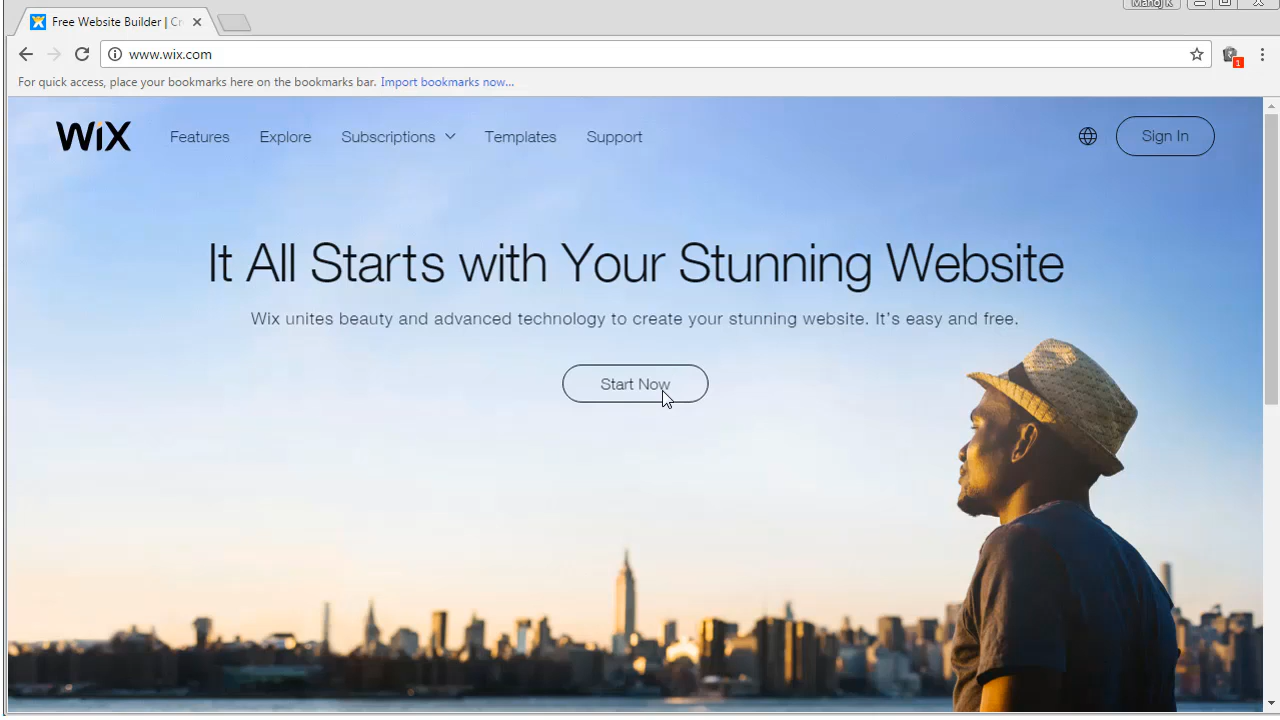 Manoj K
Free Website Builder | Cr
www.wix.com
1
For quick access, place your bookmarks here on the bookmarks bar. Import bookmarks now...
WiX Features Explore Subscriptions Templates Support Sign In
It All Starts with Your Stunning Website
Wix unites beauty and advanced technology to create your stunning website. It's easy and free.
Start Now